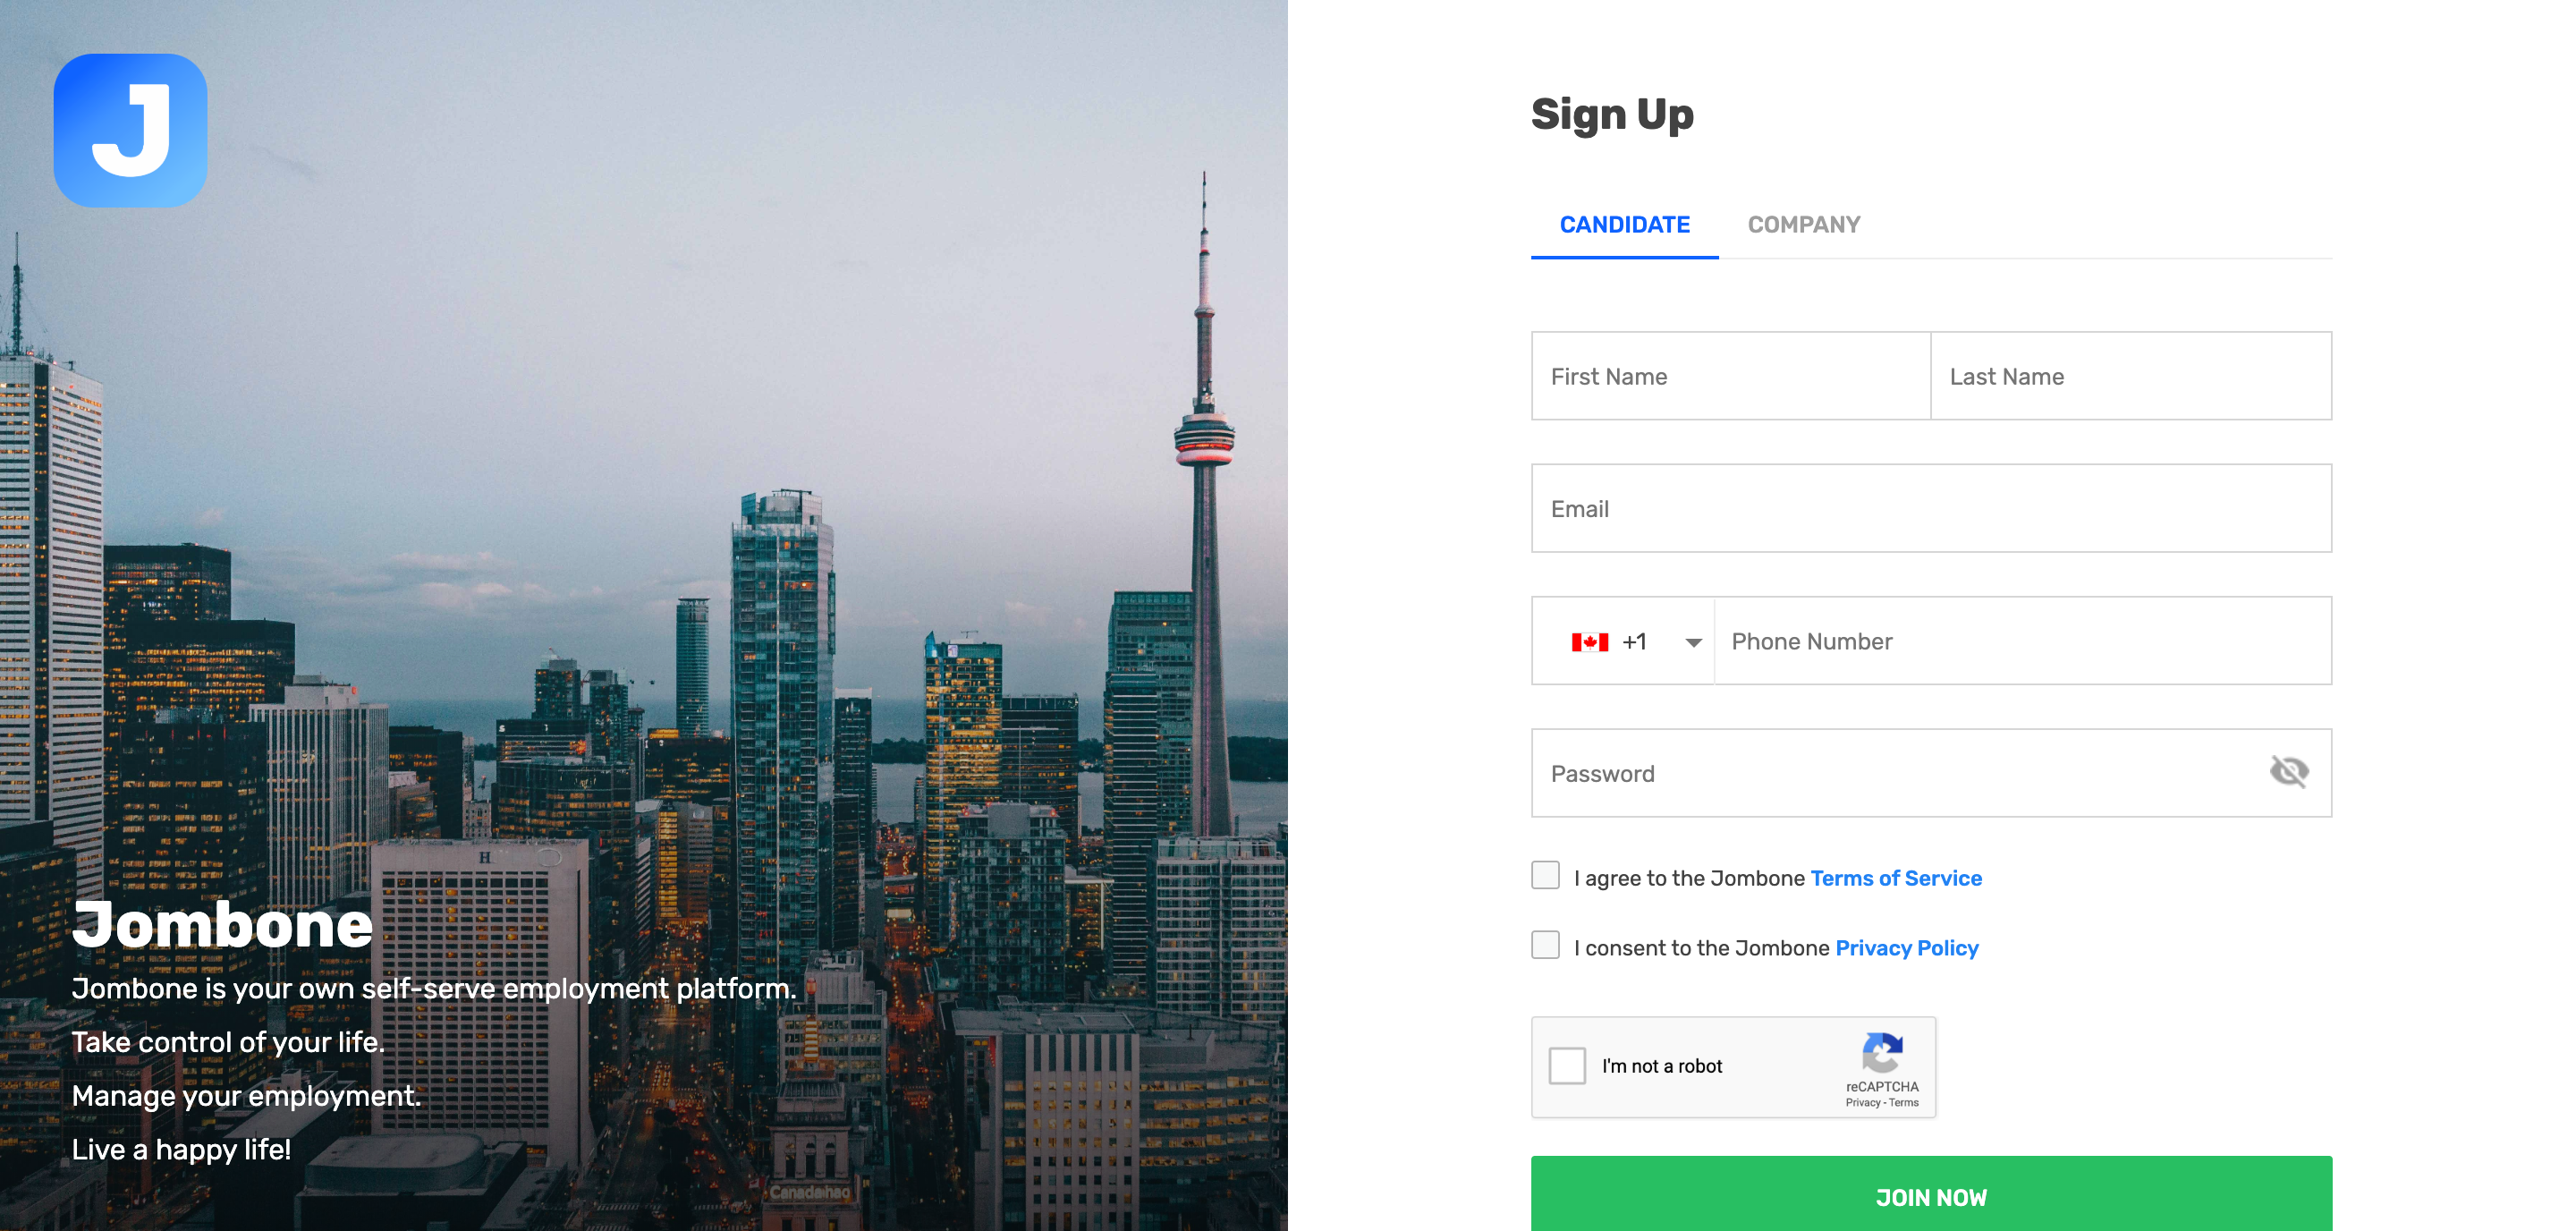 J
Jombone
Jombone is your own self-serve employment platform.
Take control of your life.
Manage your employment.
Live a happy life!
H
Sign Up
CANDIDATE COMPANY
First Name Last Name
Email
+1 Phone Number
Password
I agree to the Jombone Terms of Service
I consent to the Jombone Privacy Policy
I'm not a robot
reCAPTCHA
Privacy - Terms
JOIN NOW